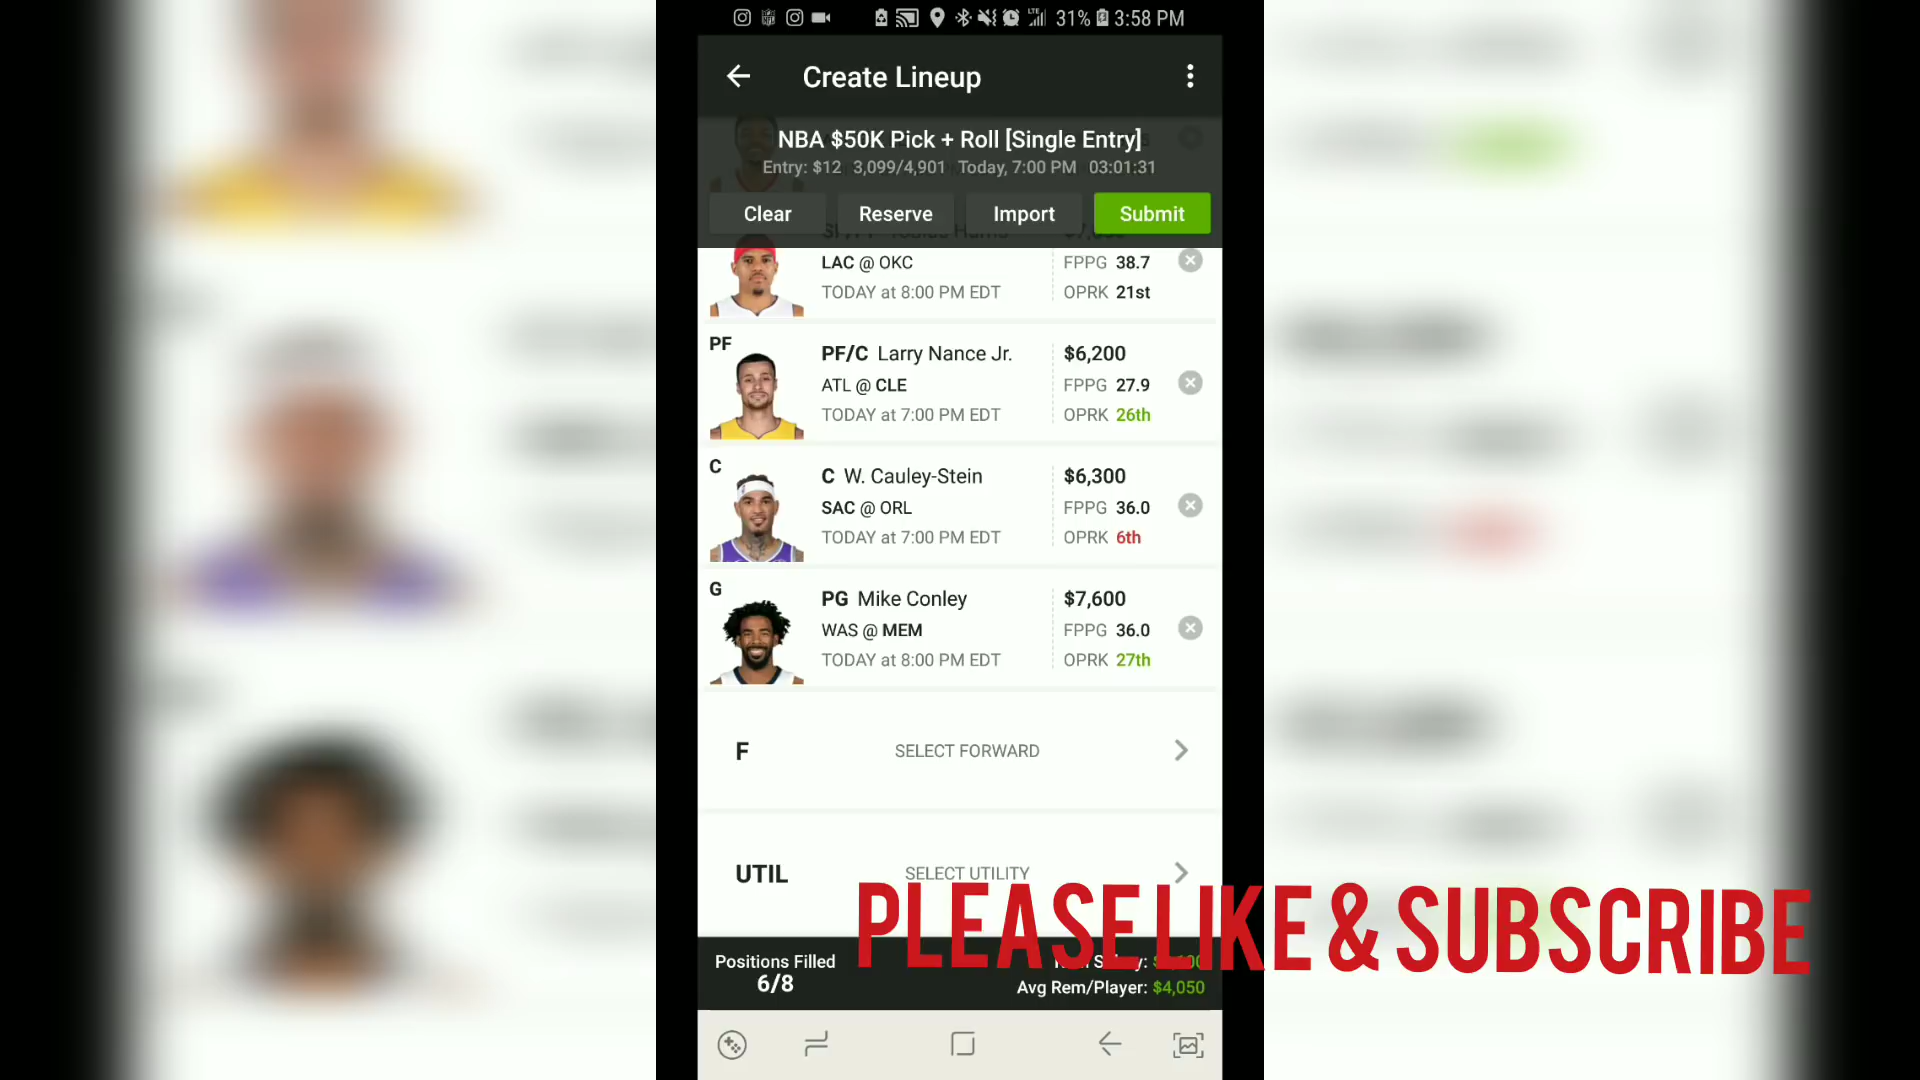 31% 3:58 PM
Create Lineup
NBA $50K Pick + Roll [Single Entry]
Entry: $12 3,099/4,901 Today, 7:00 PM 03:01:31
Clear Reserve Import Submit
LAC @ OKC FPPG 38.7
TODAY at 8:00 PM EDT OPRK 21st
PF
PF/C Larry Nance Jr. $6,200
ATL @ CLE FPPG 27.9
TODAY at 7:00 PM EDT OPRK 26th
C
C W. Cauley-Stein $6,300
SAC @ ORL FPPG 36.0
TODAY at 7:00 PM EDT OPRK 6th
G
PG Mike Conley $7,600
WAS @ MEM FPPG 36.0
TODAY at 8:00 PM EDT OPRK 27th
F SELECT FORWARD
UTIL SELECT UTILITY
PLEASE LIKE & SUBSCRIBE
Positions Filled
6/8
Avg Rem/Player: $4,050